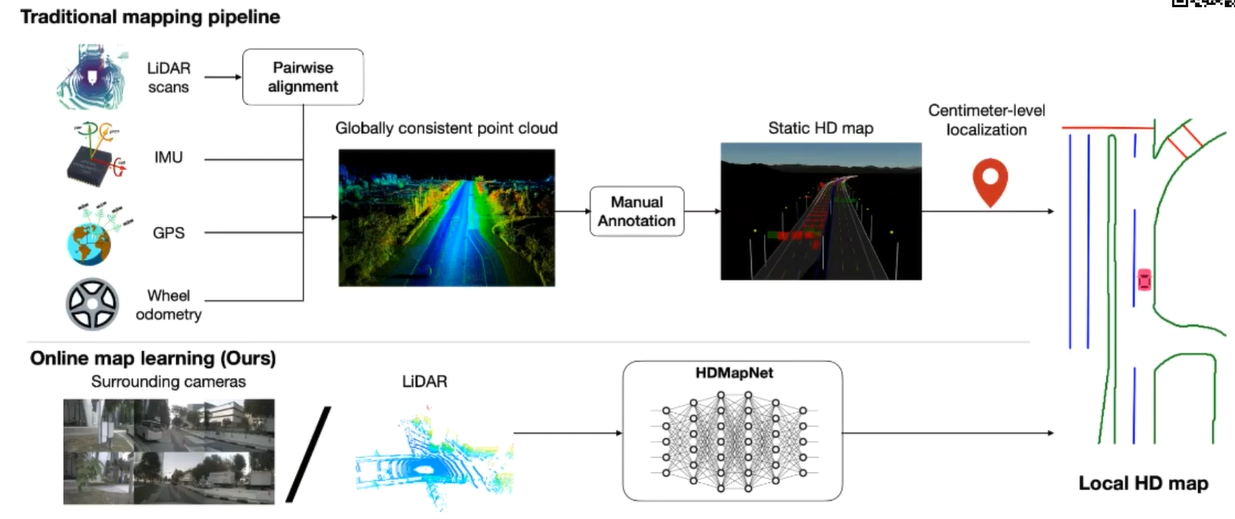 Traditional mapping pipeline
LiDAR
scans
Pairwise
alignment
IMU
GPS
Wheel
odometry
Globally consistent point cloud
Manual
Annotation
Static HD map
Centimeter-level
localization
Online map learning (Ours)
Surrounding cameras
/
LiDAR
HDMapNet
Local HD map